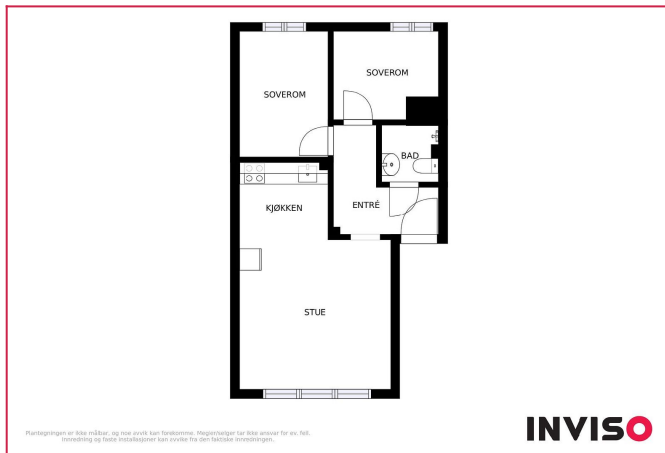 SOVEROM
SOVEROM
BAD
ENTRÉ
KJØKKEN
STUE
Plantegningen er ikke målbar, og noe avvik kan forekomme. Megler/selger tar ikke ansvar for ev. feil.
Innredning og faste installasjoner kan avvike fra den faktiske innredningen.
INVISO